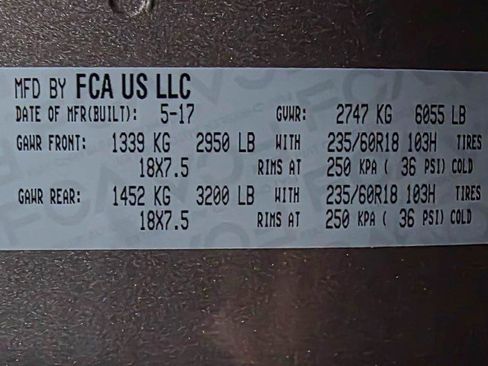 MFD BY FCA US LLC
DATE OF MFR(BUILT): 5-17 GVWR: 2747 KG 6055 LB
GAWR FRONT: 1339 KG 2950 LB WITH 235/60R18 103H TIRES
18X7.5 RIMS AT 250 KPA ( 36 PSI) COLD
GAWR REAR: 1452 KG 3200 LB WITH 235/60R18 103H TIRES
18X7.5 RIMS AT 250 KPA ( 36 PSI) COLD